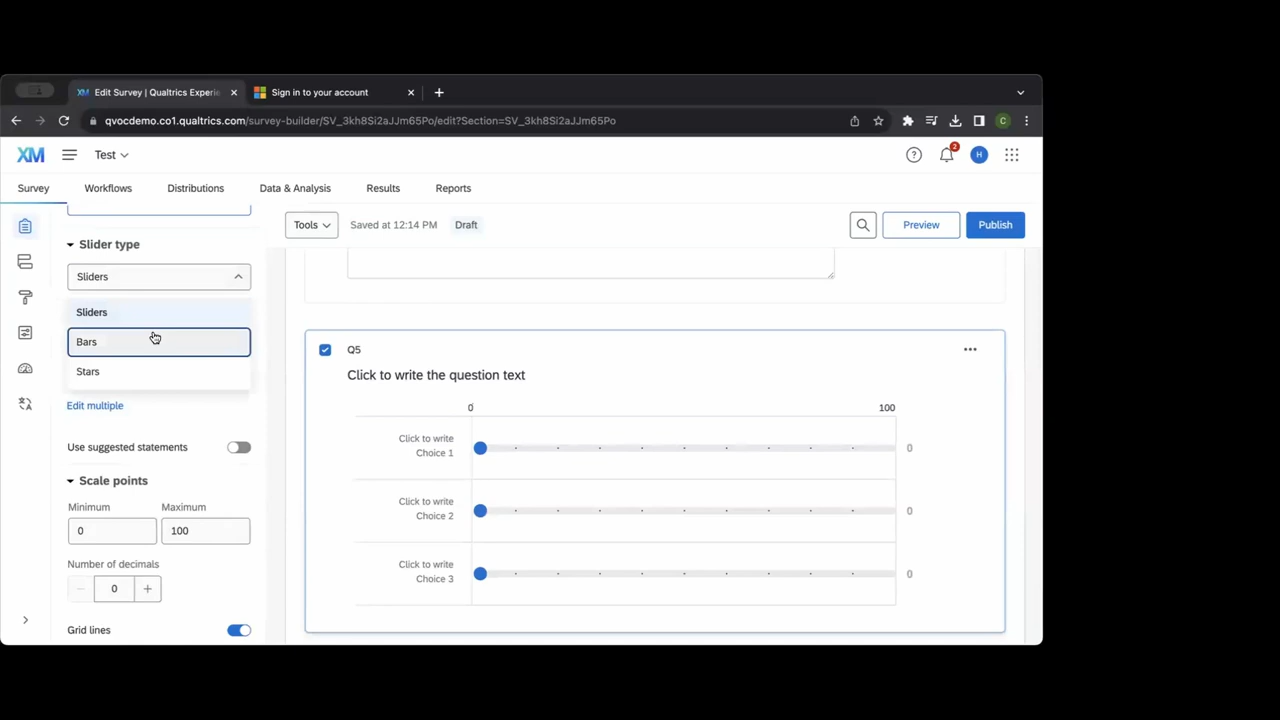 XM Edit Survey | Qualtrics Experie
Sign in to your account
qvocdemo.co1.qualtrics.com/survey-builder/SV_3kh8Si2aJJm65Po/edit?Section=SV_3kh8Si2aJJm65Po
C
XM
Test
2
H
Survey
Workflows
Distributions
Data & Analysis
Results
Reports
Tools
Saved at 12:14 PM
Draft
Preview
Publish
Slider type
Sliders
Sliders
Bars
Stars
Edit multiple
Use suggested statements
Scale points
Minimum
Maximum
0
100
Number of decimals
0
Grid lines
Q5
Click to write the question text
0
100
Click to write
Choice 1
0
Click to write
Choice 2
0
Click to write
Choice 3
0